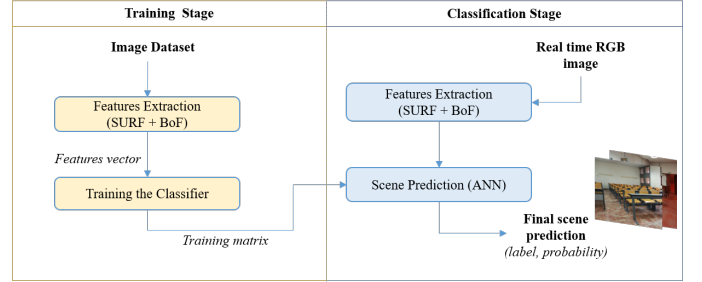 Training Stage
Image Dataset
Features Extraction
(SURF + BoF)
Features vector
Training the Classifier
Training matrix
Classification Stage
Real time RGB
image
Features Extraction
(SURF + BoF)
Scene Prediction (ANN)
Final scene
prediction
(label, probability)